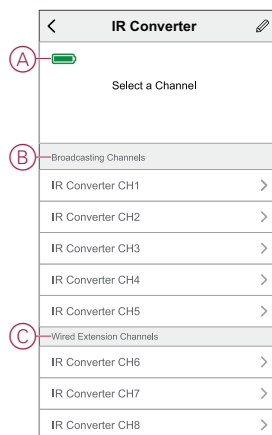 IR Converter
A
Select a Channel
B
Broadcasting Channels
IR Converter CH1
IR Converter CH2
IR Converter CH3
IR Converter CH4
IR Converter CH5
C
Wired Extension Channels
IR Converter CH6
IR Converter CH7
IR Converter CH8